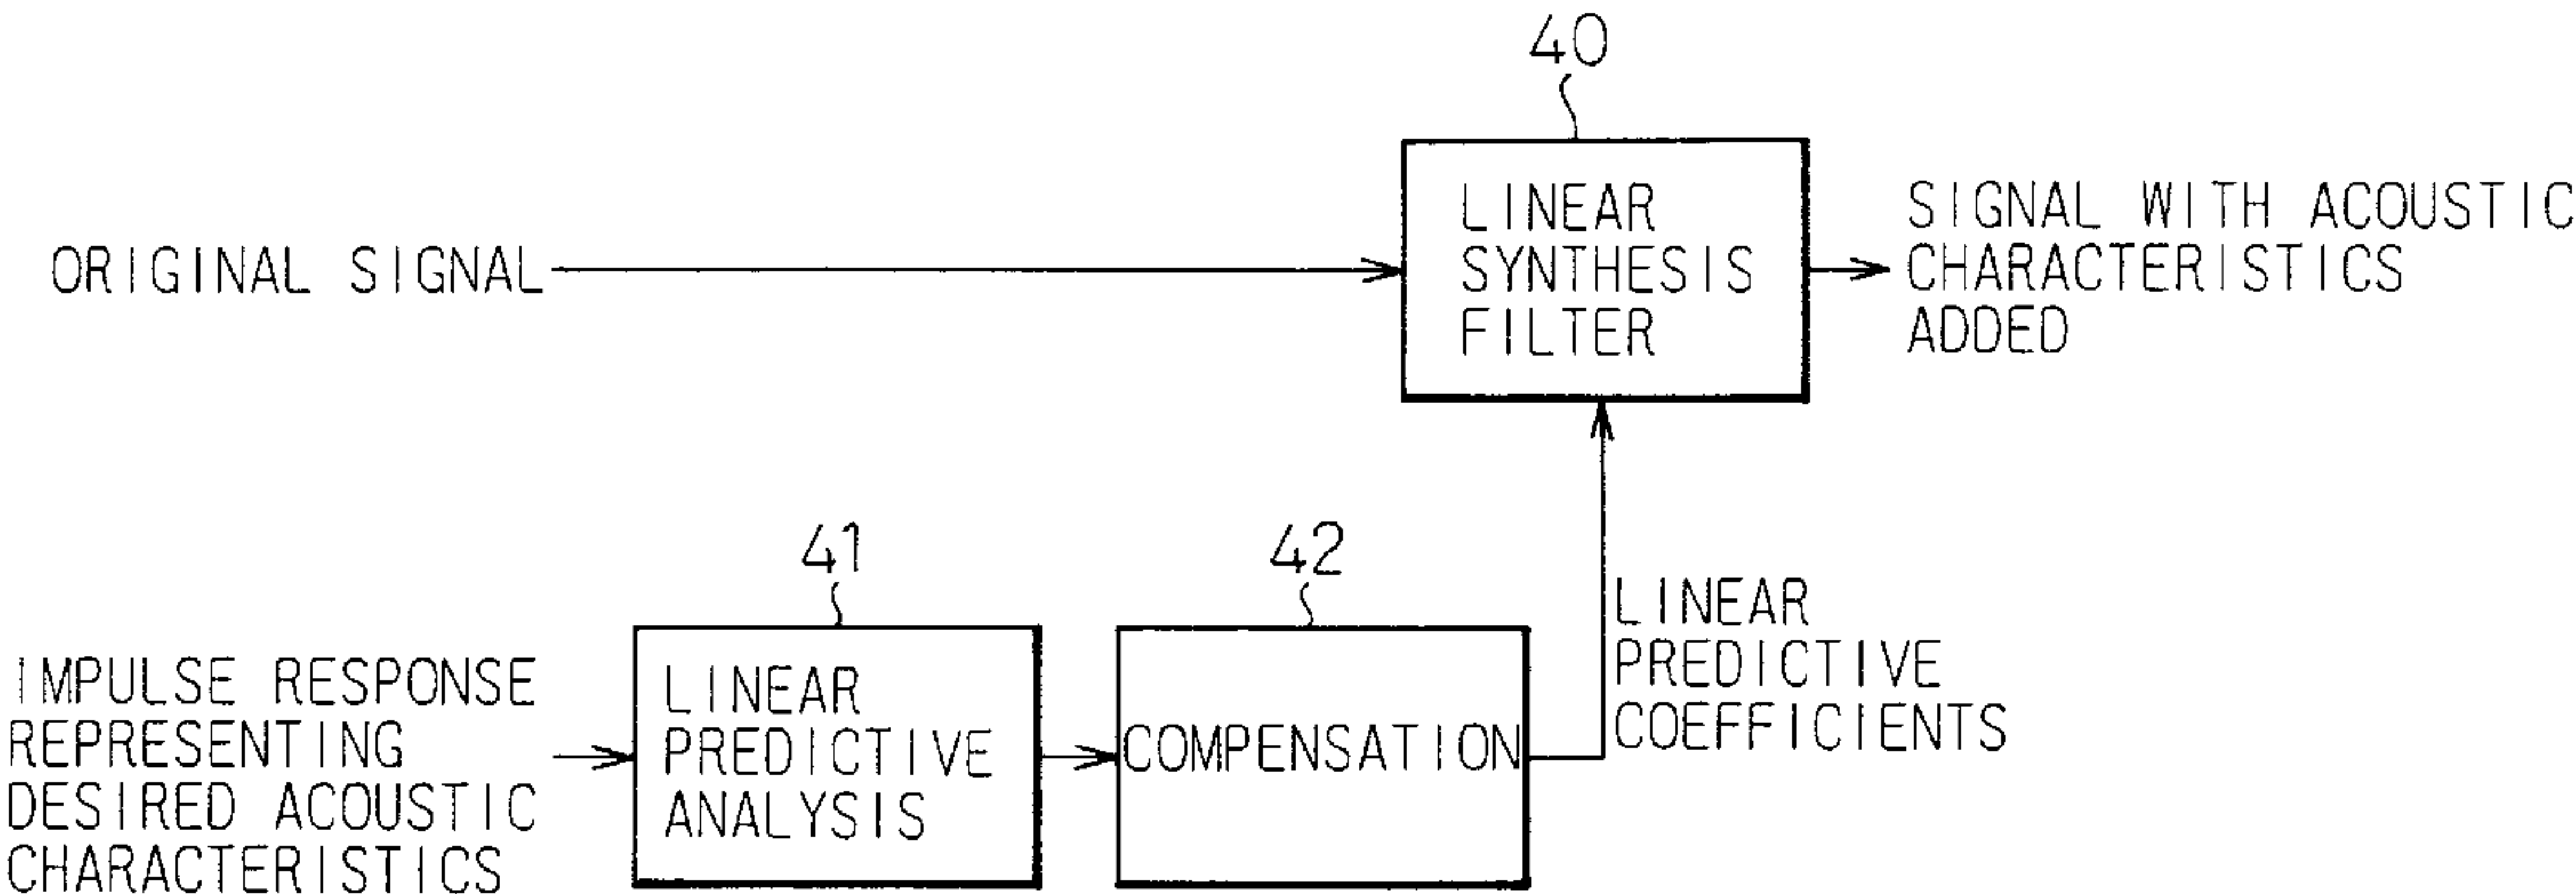 40
ORIGINAL SIGNAL
LINEAR
SYNTHESIS
FILTER
SIGNAL WITH ACOUSTIC
CHARACTERISTICS
ADDED
41
42
LINEAR
PREDICTIVE
COEFFICIENTS
IMPULSE RESPONSE
REPRESENTING
DESIRED ACOUSTIC
CHARACTERISTICS
LINEAR
PREDICTIVE
ANALYSIS
COMPENSATION